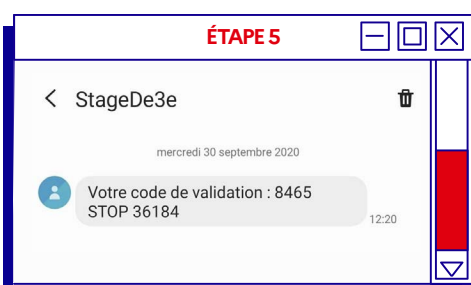 ÉTAPE 5
StageDe3e
mercredi 30 septembre 2020
Votre code de validation : 8465
STOP 36184
12:20